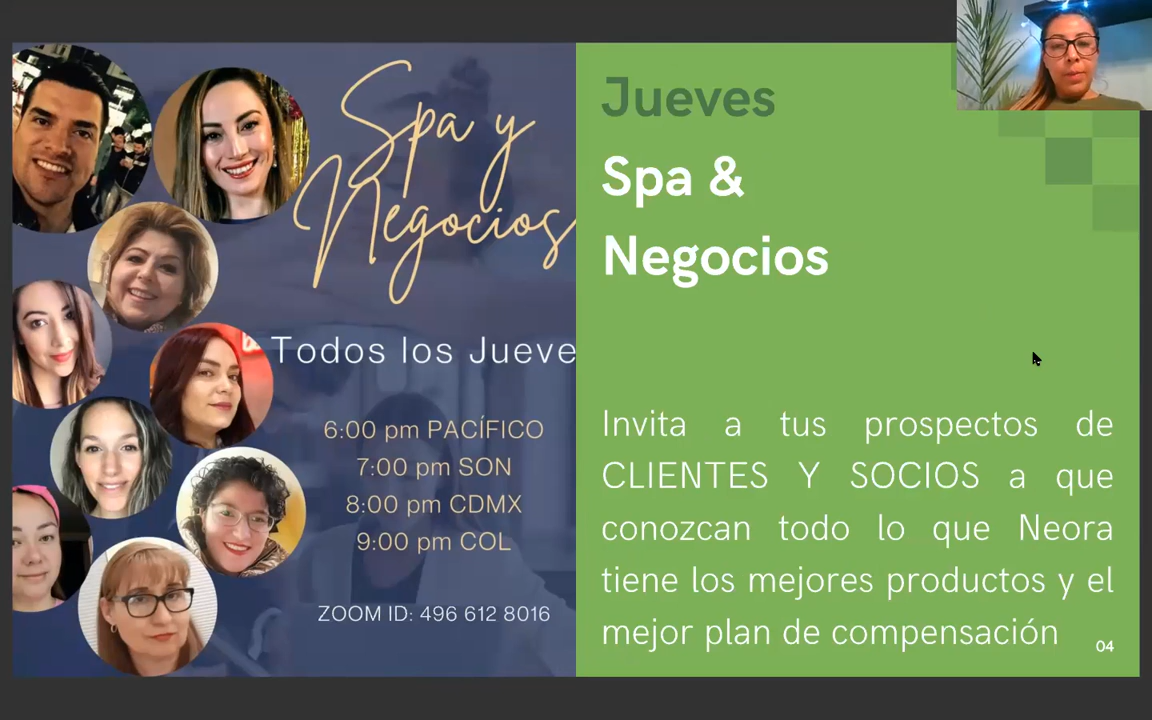 Spa y
Negocios
Todos los Jueve
6:00 pm PACÍFICO
7:00 pm SON
8:00 pm CDMX
9:00 pm COL
ZOOM ID: 496 612 8016
Jueves
Spa &
Negocios
Invita a tus prospectos de
CLIENTES Y SOCIOS a que
conozcan todo lo que Neora
tiene los mejores productos y el
mejor plan de compensación
04